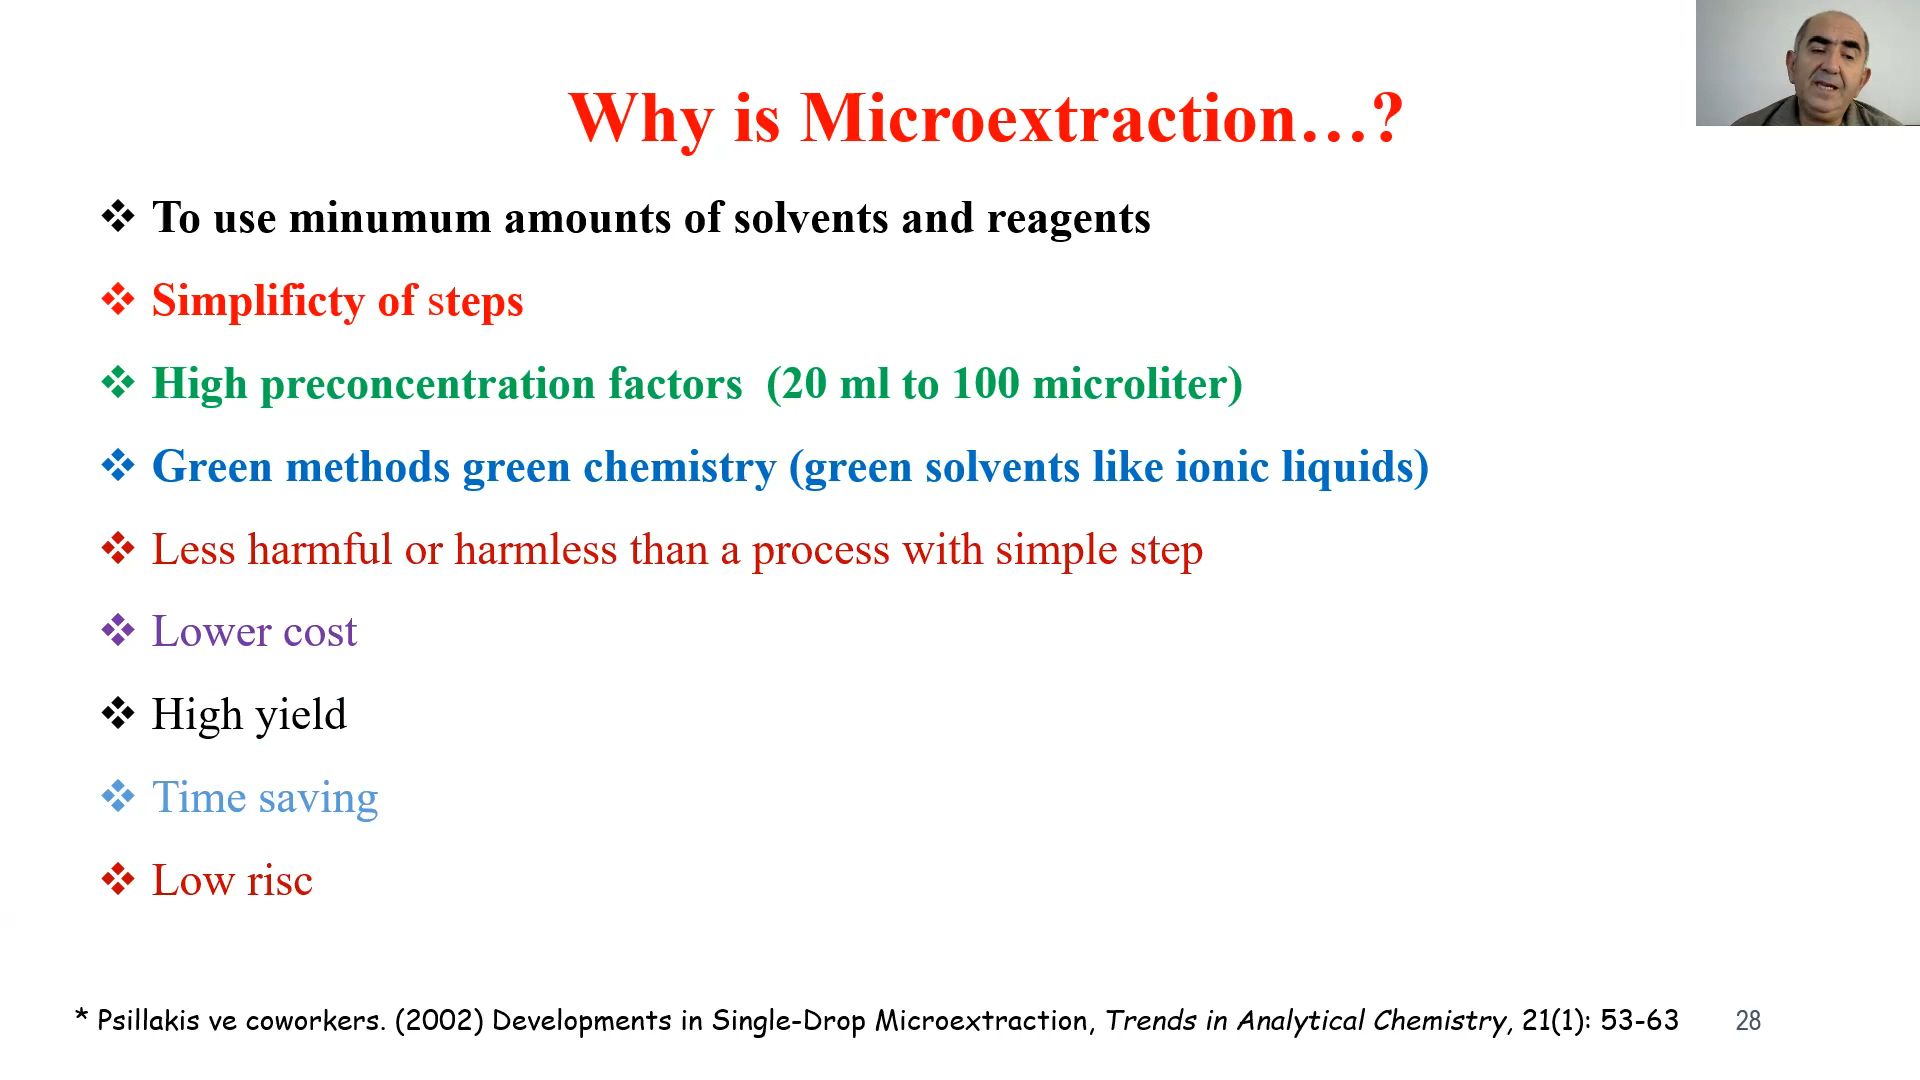 Why is Microextraction…?
❖ To use minumum amounts of solvents and reagents
❖ Simplificty of steps
❖ High preconcentration factors (20 ml to 100 microliter)
❖ Green methods green chemistry (green solvents like ionic liquids)
❖ Less harmful or harmless than a process with simple step
❖ Lower cost
❖ High yield
❖ Time saving
❖ Low risc
* Psillakis ve coworkers. (2002) Developments in Single-Drop Microextraction, Trends in Analytical Chemistry, 21(1): 53-63
28